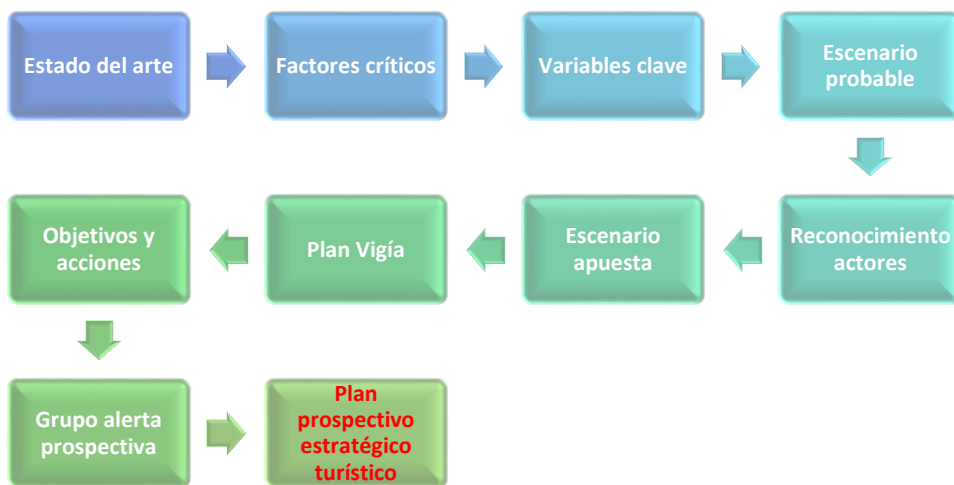 Estado del arte
Factores críticos
Variables clave
Escenario
probable
Reconocimiento
actores
Escenario
apuesta
Plan Vigía
Objetivos y
acciones
Grupo alerta
prospectiva
Plan
prospectivo
estratégico
turístico